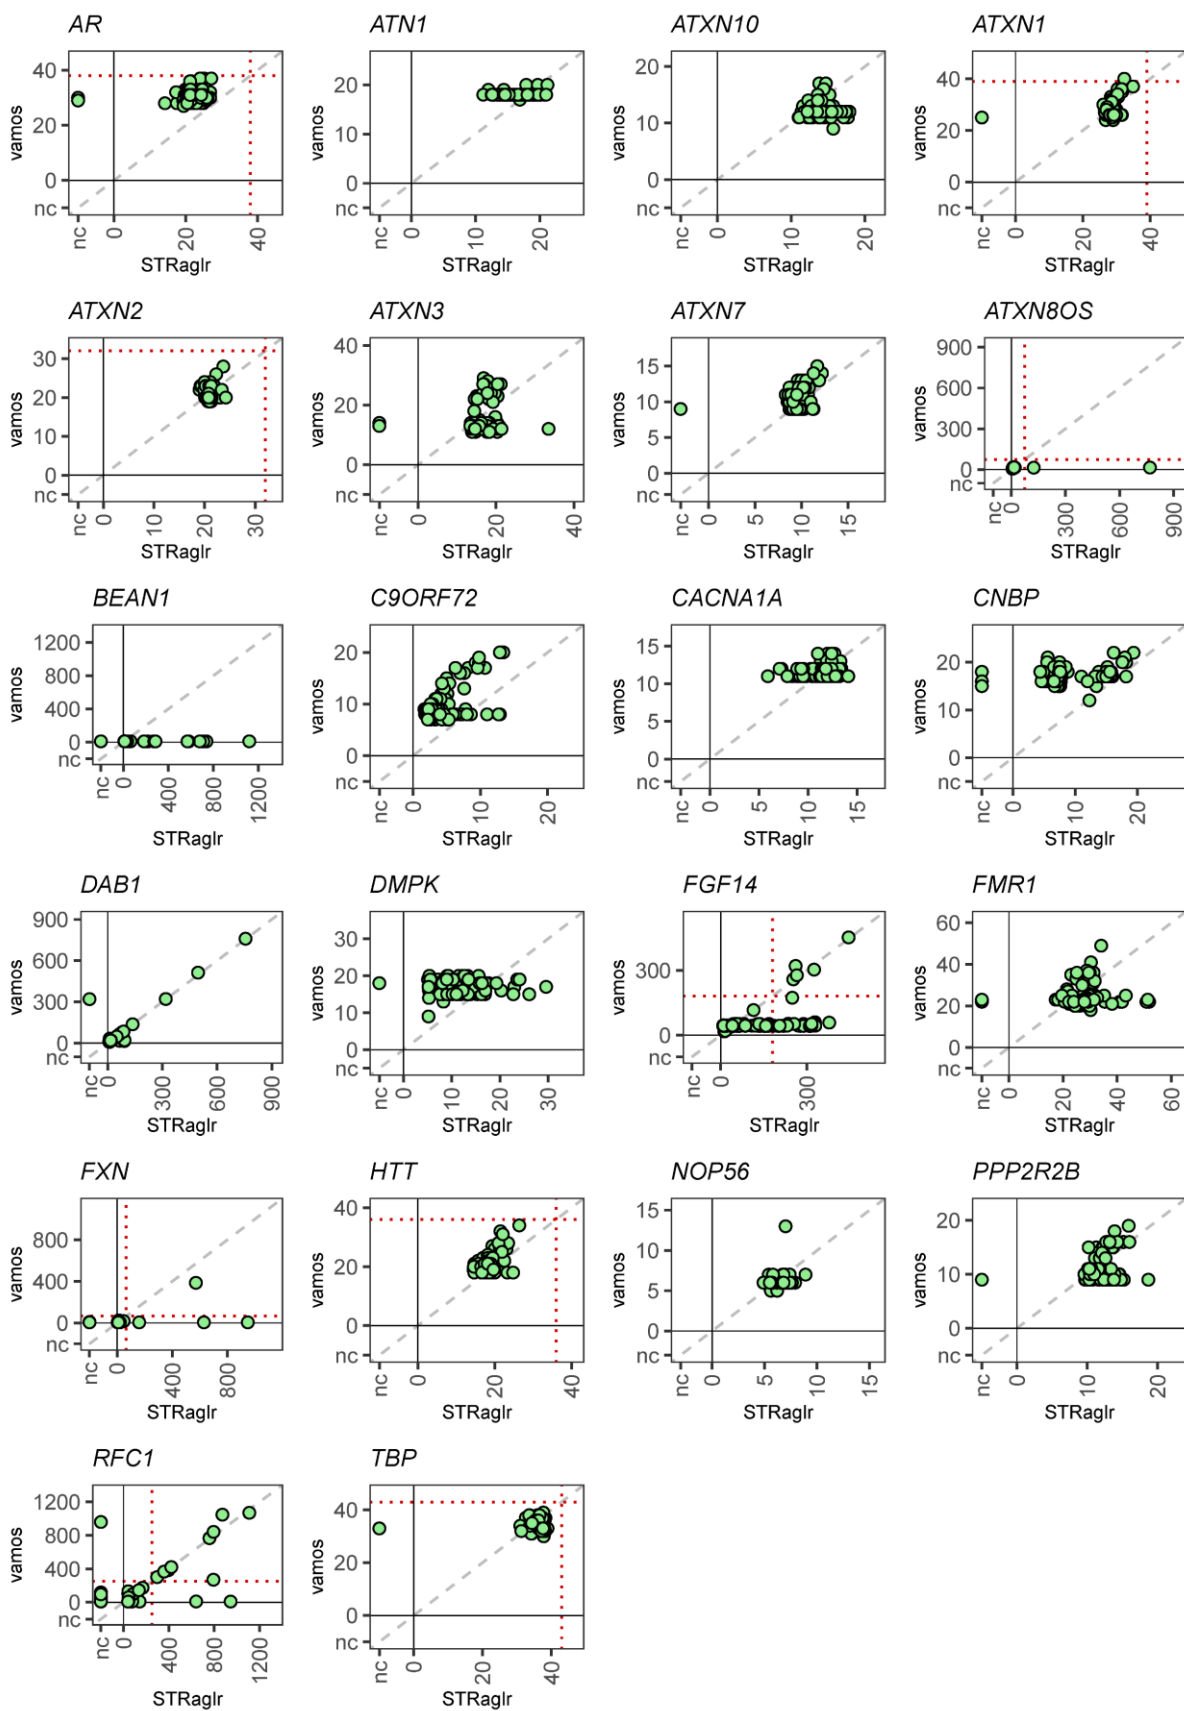 AR ATN1 ATXN10 ATXN1
vamos 40 20 0 nc
nc 0 20 40
STRaglr
vamos 20 10 0 nc
nc 0 10 20
STRaglr
vamos 20 10 0 nc
nc 0 10 20
STRaglr
vamos 40 20 0 nc
nc 0 20 40
STRaglr
ATXN2 ATXN3 ATXN7 ATXN8OS
vamos 30 20 10 0 nc
nc 0 10 20 30
STRaglr
vamos 40 20 0 nc
nc 0 20 40
STRaglr
vamos 15 10 5 0 nc
nc 0 5 10 15
STRaglr
vamos 900 600 300 0 nc
nc 0 300 600 900
STRaglr
BEAN1 C9ORF72 CACNA1A CNBP
vamos 1200 800 400 0 nc
nc 0 400 800 1200
STRaglr
vamos 20 10 0 nc
nc 0 10 20
STRaglr
vamos 15 10 5 0 nc
nc 0 5 10 15
STRaglr
vamos 20 10 0 nc
nc 0 10 20
STRaglr
DAB1 DMPK FGF14 FMR1
vamos 900 600 300 0 nc
nc 0 300 600 900
STRaglr
vamos 30 20 10 0 nc
nc 0 10 20 30
STRaglr
vamos 300 0 nc
nc 0 300
STRaglr
vamos 60 40 20 0 nc
nc 0 20 40 60
STRaglr
FXN HTT NOP56 PPP2R2B
vamos 800 400 0 nc
nc 0 400 800
STRaglr
vamos 40 20 0 nc
nc 0 20 40
STRaglr
vamos 15 10 5 0 nc
nc 0 5 10 15
STRaglr
vamos 20 10 0 nc
nc 0 10 20
STRaglr
RFC1 TBP
vamos 1200 800 400 0 nc
nc 0 400 800 1200
STRaglr
vamos 40 20 0 nc
nc 0 20 40
STRaglr